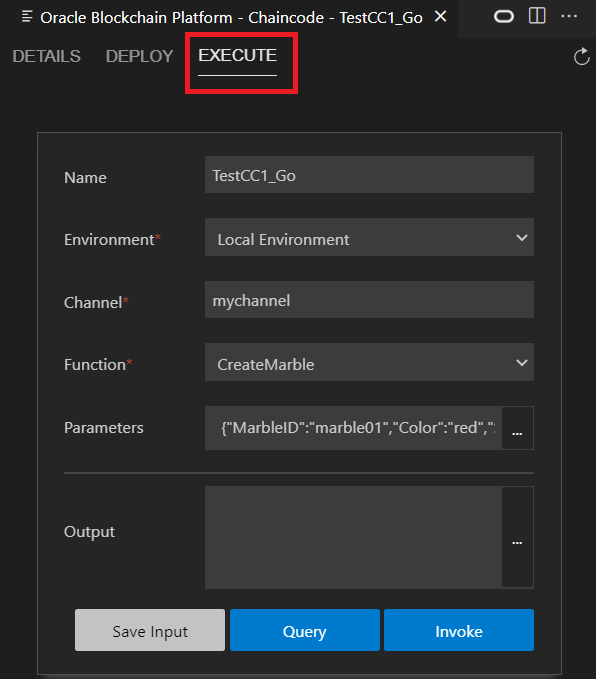 Oracle Blockchain Platform - Chaincode - TestCC1_Go
DETAILS DEPLOY EXECUTE
Name TestCC1_Go
Environment* Local Environment
Channel* mychannel
Function* CreateMarble
Parameters {"MarbleID":"marble01","Color":"red","
...
Output
...
Save Input Query Invoke